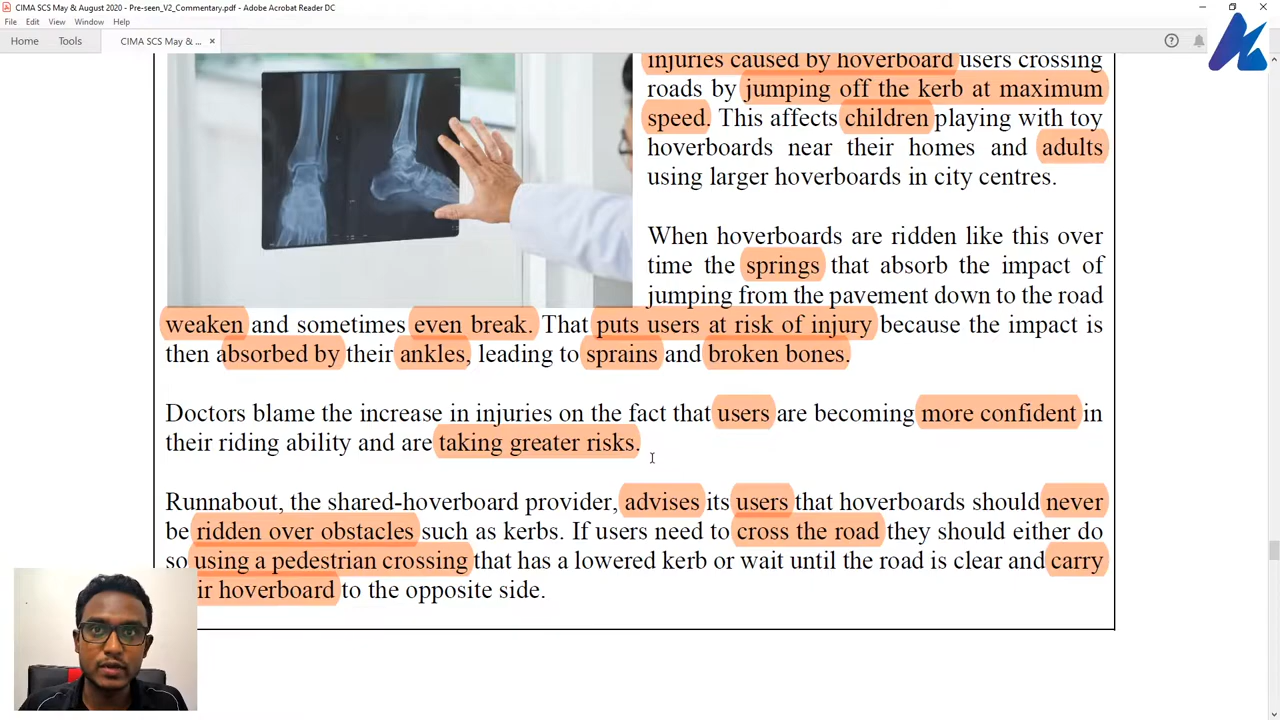 CIMA SCS May & August 2020 - Pre-seen_V2_Commentary.pdf - Adobe Acrobat Reader DC
File Edit View Window Help
Home Tools CIMA SCS May & ... ×
injuries caused by hoverboard users crossing
roads by jumping off the kerb at maximum
speed. This affects children playing with toy
hoverboards near their homes and adults
using larger hoverboards in city centres.
When hoverboards are ridden like this over
time the springs that absorb the impact of
jumping from the pavement down to the road
weaken and sometimes even break. That puts users at risk of injury because the impact is
then absorbed by their ankles, leading to sprains and broken bones.
Doctors blame the increase in injuries on the fact that users are becoming more confident in
their riding ability and are taking greater risks.
Runnabout, the shared-hoverboard provider, advises its users that hoverboards should never
be ridden over obstacles such as kerbs. If users need to cross the road they should either do
so using a pedestrian crossing that has a lowered kerb or wait until the road is clear and carry
ir hoverboard to the opposite side.